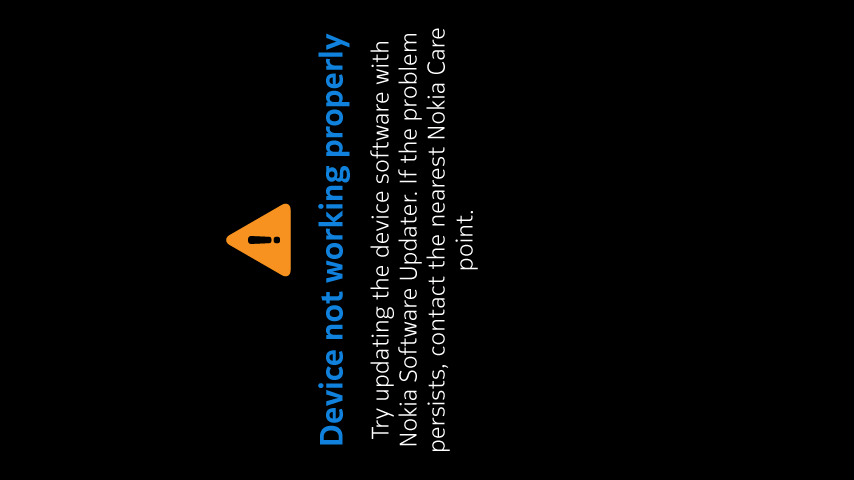 Device not working properly
Try updating the device software with
Nokia Software Updater. If the problem
persists, contact the nearest Nokia Care
point.